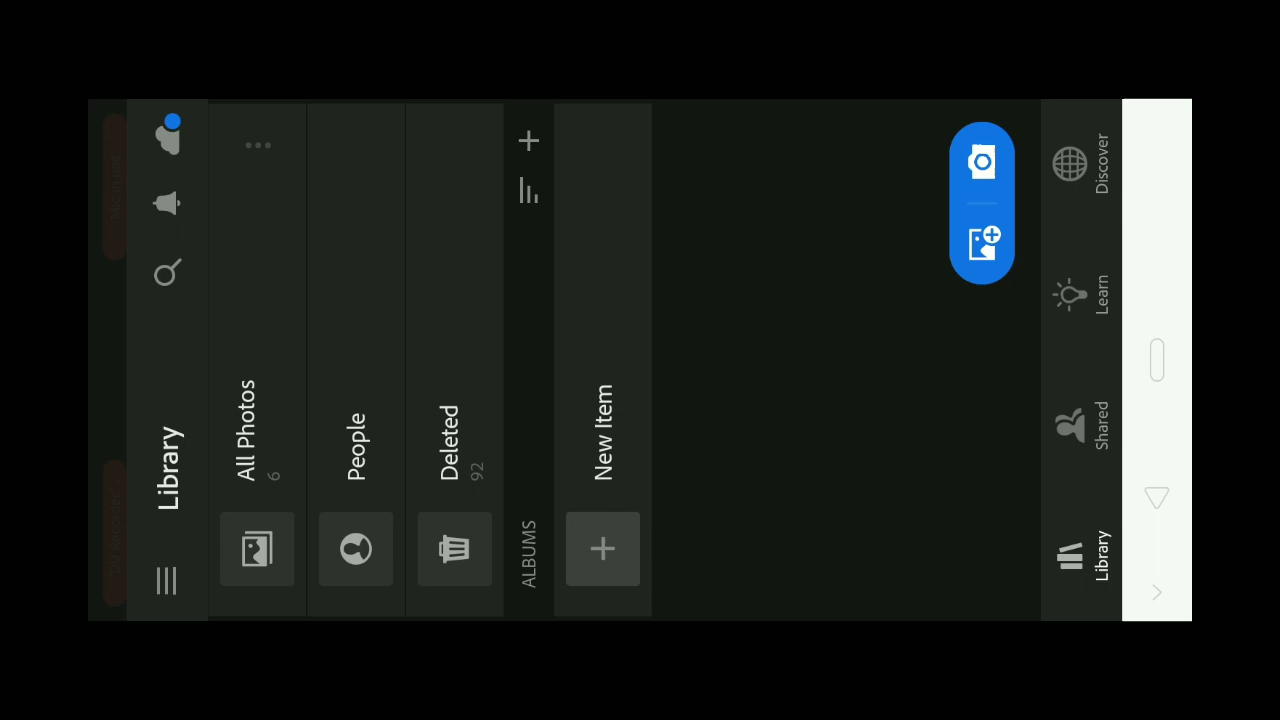 Library
All Photos
6
People
Deleted
92
ALBUMS
New Item
Library
Shared
Learn
Discover